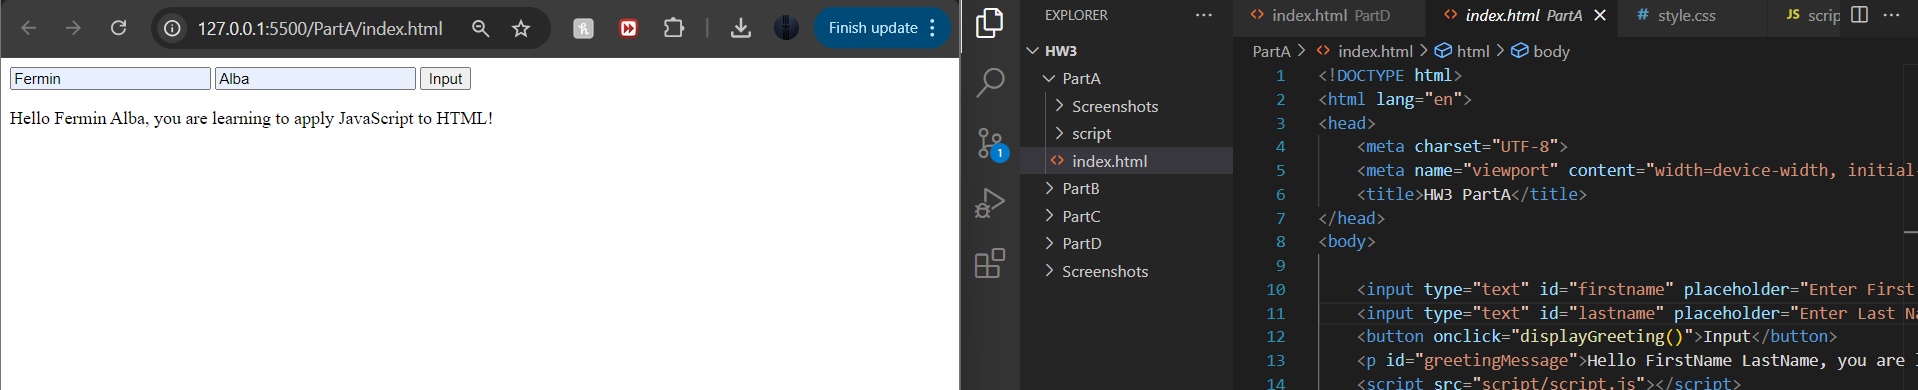 127.0.0.1:5500/PartA/index.html
Finish update
Fermin
Alba
Input
Hello Fermin Alba, you are learning to apply JavaScript to HTML!
EXPLORER
HW3
PartA
Screenshots
script
index.html
PartB
PartC
PartD
Screenshots
1
index.html PartD
index.html PartA
# style.css
JS scrip
PartA > index.html > html > body
1 <!DOCTYPE html>
2 <html lang="en">
3 <head>
4 <meta charset="UTF-8">
5 <meta name="viewport" content="width=device-width, initial-
6 <title>HW3 PartA</title>
7 </head>
8 <body>
9
10 <input type="text" id="firstname" placeholder="Enter First
11 <input type="text" id="lastname" placeholder="Enter Last Na
12 <button onclick="displayGreeting()">Input</button>
13 <p id="greetingMessage">Hello FirstName LastName, you are l
14 <script src="script/script.js"></script>